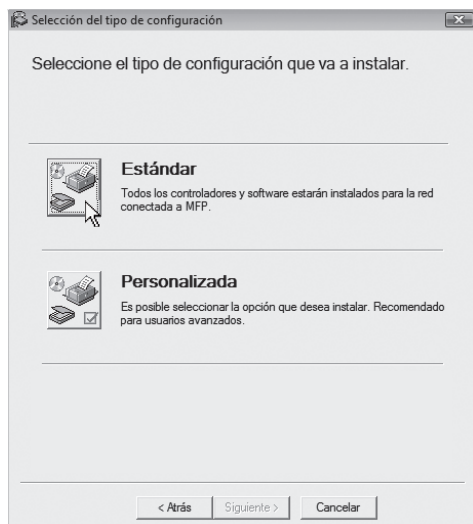 Selección del tipo de configuración
Seleccione el tipo de configuración que va a instalar.
Estándar
Todos los controladores y software estarán instalados para la red
conectada a MFP.
Personalizada
Es posible seleccionar la opción que desea instalar. Recomendado
para usuarios avanzados.
< Atrás Siguiente > Cancelar